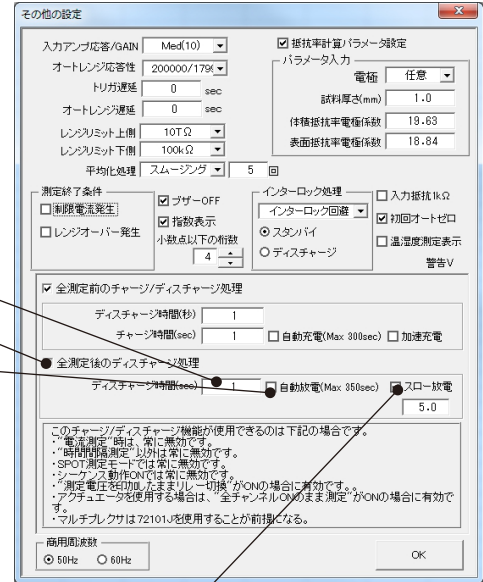 その他の設定
入力アンプ応答/GAIN Med(10)
オートレンジ応答性 200000/179(
トリガ遅延 0 sec
オートレンジ遅延 0 sec
レンジリミット上側 10TΩ
レンジリミット下側 100kΩ
平均化処理 スムージング 5 回
抵抗率計算パラメータ設定
パラメータ入力
電極 任意
試料厚さ(mm) 1.0
体積抵抗率電極係数 19.63
表面抵抗率電極係数 18.84
測定終了条件
制限電流発生
レンジオーバー発生
ブザーOFF
指数表示
小数点以下の桁数
4
インターロック処理
インターロック回避
スタンバイ
ディスチャージ
入力抵抗1kΩ
初回オートゼロ
温湿度測定表示
警告V
全測定前のチャージ/ディスチャージ処理
ディスチャージ時間(秒) 1
チャージ時間(sec) 1 自動充電(Max 300sec) 加速充電
全測定後のディスチャージ処理
ディスチャージ時間(sec) 1 自動放電(Max 350sec) スロー放電
5.0
このチャージ/ディスチャージ機能が使用できるのは下記の場合です。
・"電流測定"時は、常に無効です。
・"時間間隔測定"以外は常に無効です。
・SPOT測定モードでは常に無効です。
・シーケンス動作ONでは常に無効です。
・"測定電圧を印加したままリレー切換"がONの場合に有効です。
・アクチュエータを使用する場合は、"全チャンネルONのまま測定"がONの場合に有効で
す。
・マルチプレクサは72101Jを使用することが前提になる。
商用周波数
50Hz 60Hz
OK